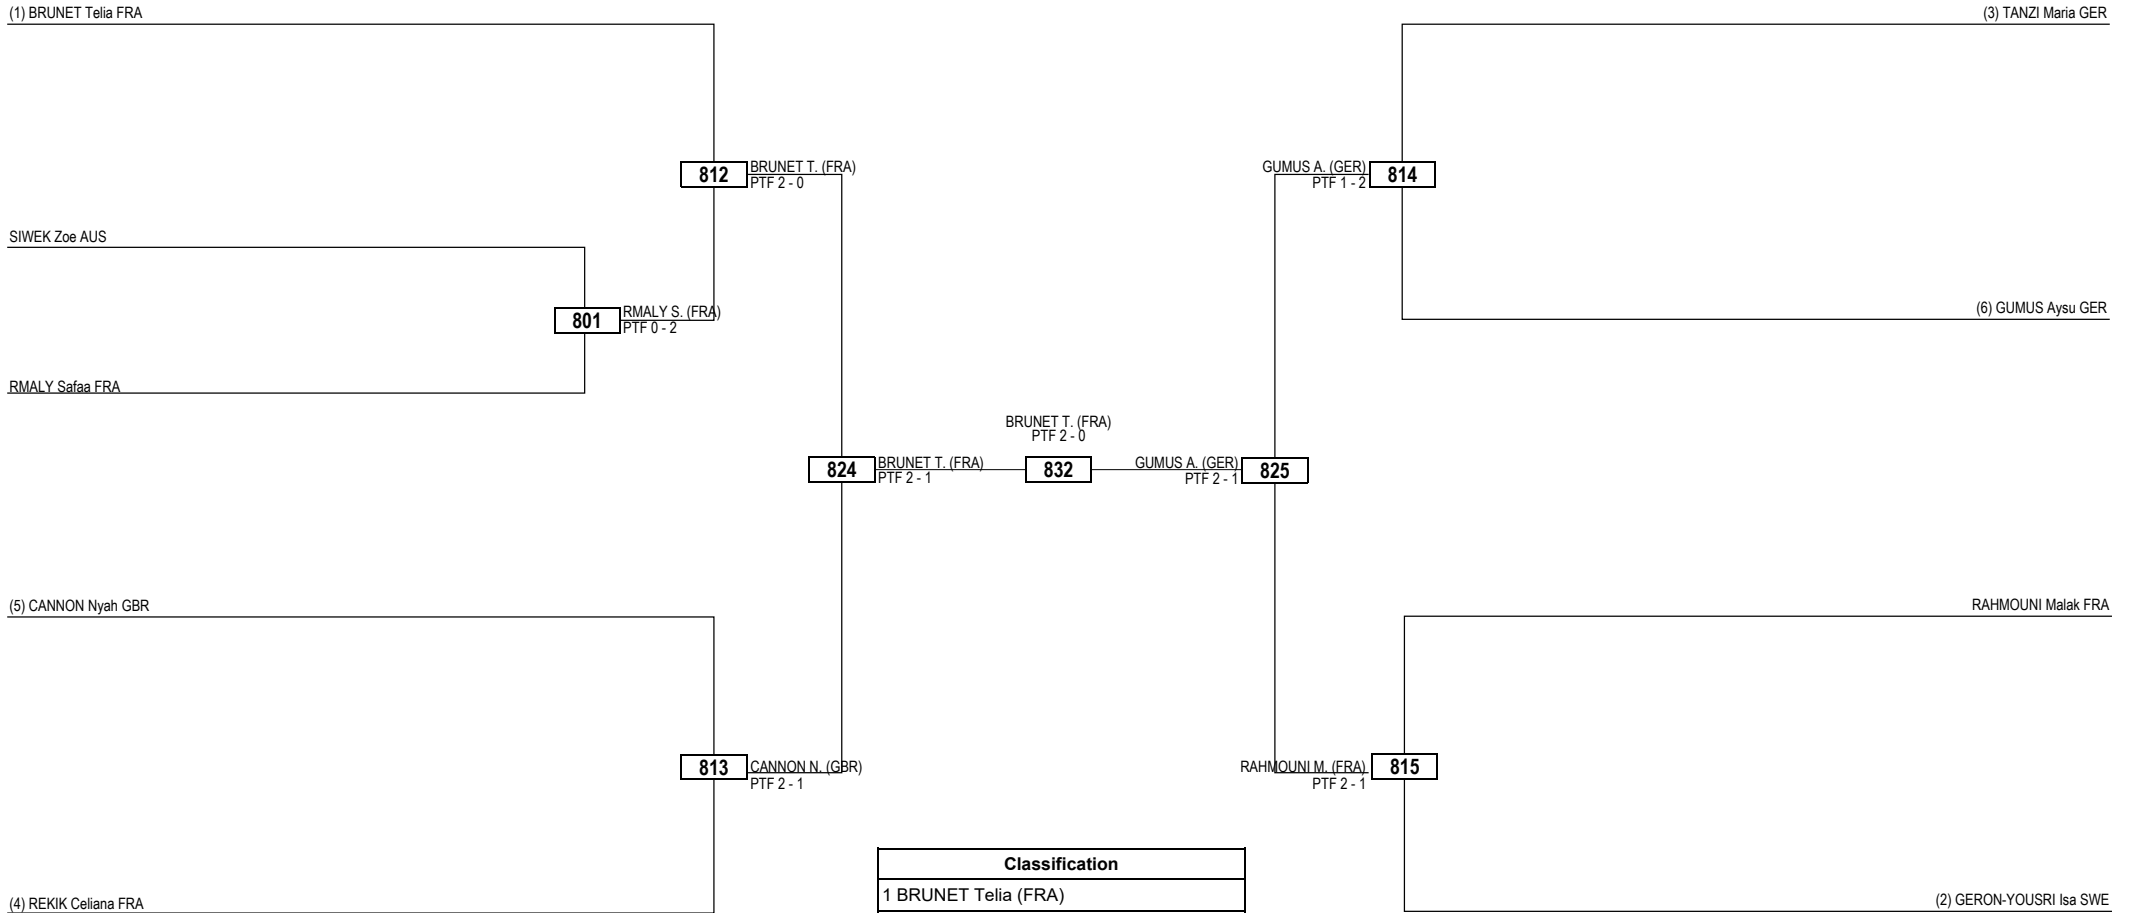 (1) BRUNET Telia FRA
(3) TANZI Maria GER
812
BRUNET T. (FRA)
PTF 2 - 0
GUMUS A. (GER)
PTF 1 - 2
814
SIWEK Zoe AUS
801
RMALY S. (FRA)
PTF 0 - 2
(6) GUMUS Aysu GER
RMALY Safaa FRA
BRUNET T. (FRA)
PTF 2 - 0
824
BRUNET T. (FRA)
PTF 2 - 1
832
GUMUS A. (GER)
PTF 2 - 1
825
(5) CANNON Nyah GBR
RAHMOUNI Malak FRA
813
CANNON N. (GBR)
PTF 2 - 1
RAHMOUNI M. (FRA)
PTF 2 - 1
815
Classification
1 BRUNET Telia (FRA)
(4) REKIK Celiana FRA
(2) GERON-YOUSRI Isa SWE